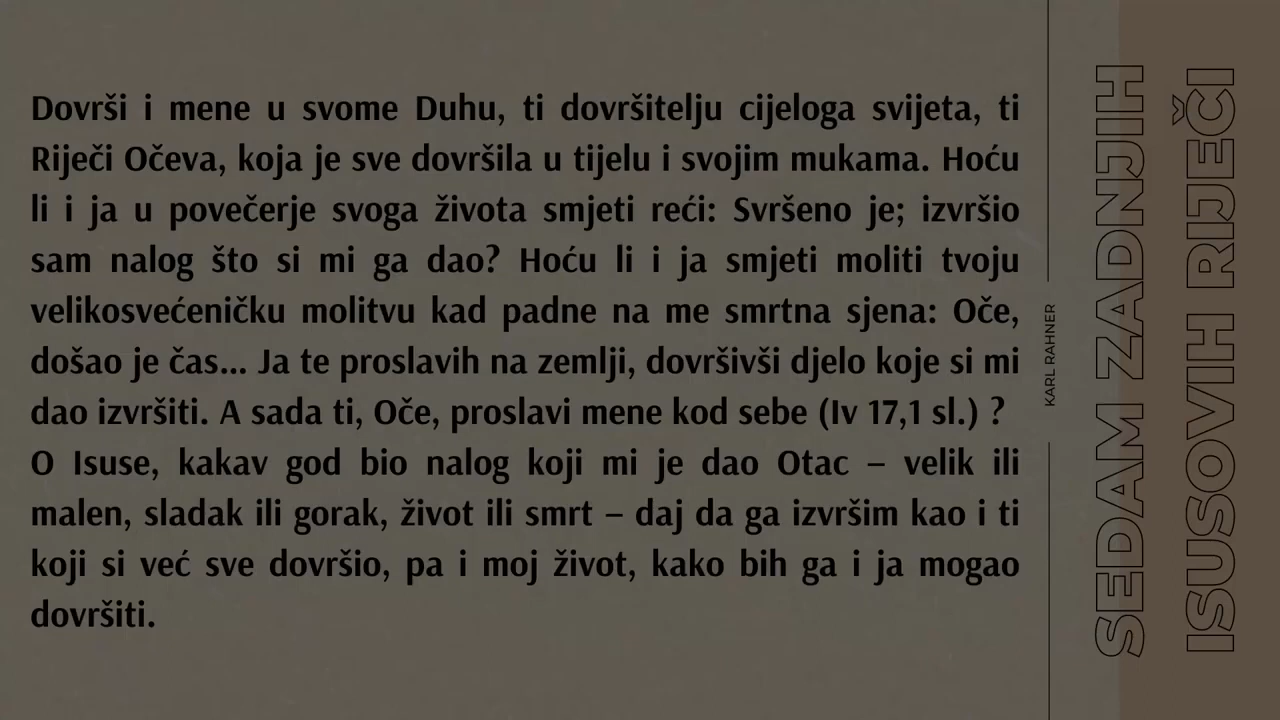 Dovrši i mene u svome Duhu, ti dovršitelju cijeloga svijeta, ti
Riječi Očeva, koja je sve dovršila u tijelu i svojim mukama. Hoću
li i ja u povečerje svoga života smjeti reći: Svršeno je; izvršio
sam nalog što si mi ga dao? Hoću li i ja smjeti moliti tvoju
velikosvećeničku molitvu kad padne na me smrtna sjena: Oče,
došao je čas... Ja te proslavih na zemlji, dovršivši djelo koje si mi
dao izvršiti. A sada ti, Oče, proslavi mene kod sebe (Iv 17,1 sl.) ?
O Isuse, kakav god bio nalog koji mi je dao Otac – velik ili
malen, sladak ili gorak, život ili smrt – daj da ga izvršim kao i ti
koji si već sve dovršio, pa i moj život, kako bih ga i ja mogao
dovršiti.
KARL RAHNER
SEDAM ZADNJIH
ISUSOVIH RIJEČI